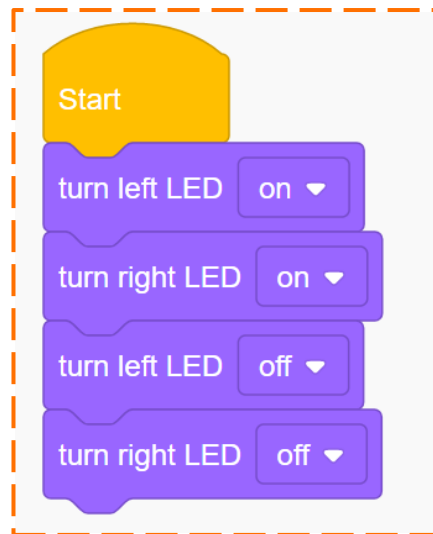 Start
turn left LED on
turn right LED on
turn left LED off
turn right LED off